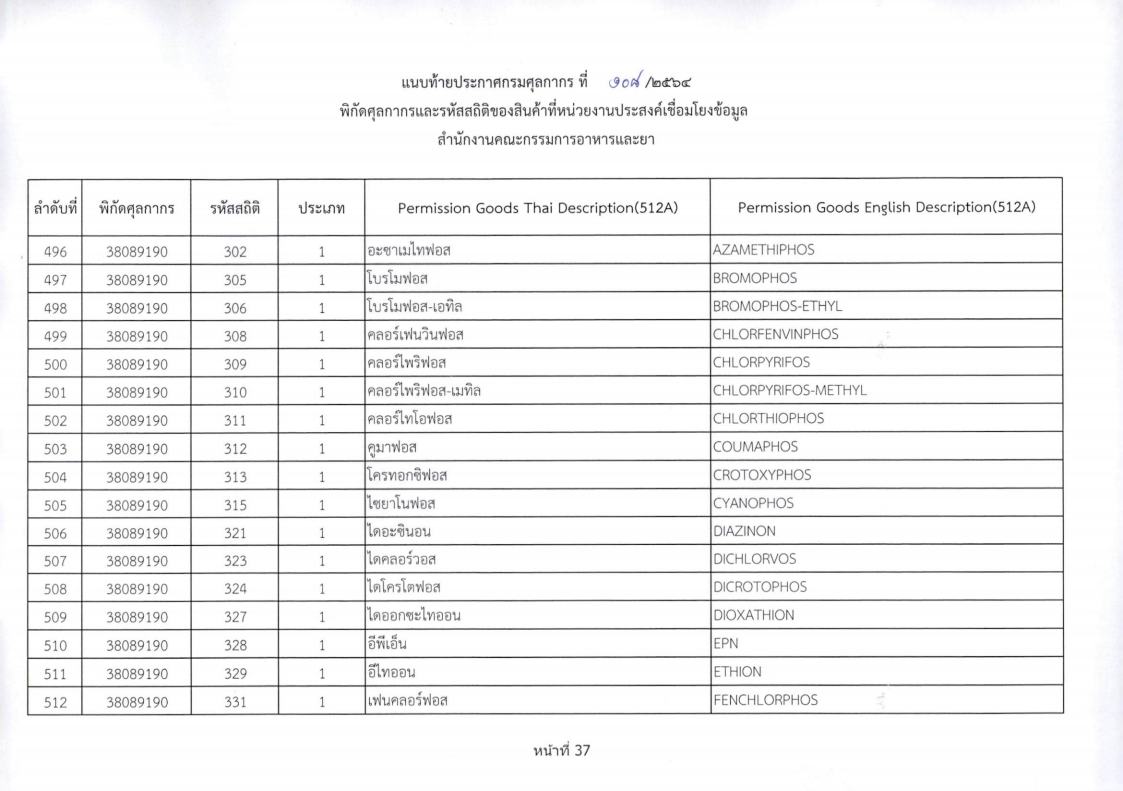 แนบท้ายประกาศกรมศุลกากร ที่ ๑๐๘ /๒๕๖๔
พิกัดศุลกากรและรหัสสถิติของสินค้าที่หน่วยงานประสงค์เชื่อมโยงข้อมูล
สำนักงานคณะกรรมการอาหารและยา
ลำดับที่ พิกัดศุลกากร รหัสสถิติ ประเภท Permission Goods Thai Description(512A) Permission Goods English Description(512A)
496 38089190 302 1 อะซาเมไทฟอส AZAMETHIPHOS
497 38089190 305 1 โบรโมฟอส BROMOPHOS
498 38089190 306 1 โบรโมฟอส-เอทิล BROMOPHOS-ETHYL
499 38089190 308 1 คลอร์เฟนวินฟอส CHLORFENVINPHOS
500 38089190 309 1 คลอร์ไพริฟอส CHLORPYRIFOS
501 38089190 310 1 คลอร์ไพริฟอส-เมทิล CHLORPYRIFOS-METHYL
502 38089190 311 1 คลอร์ไทโอฟอส CHLORTHIOPHOS
503 38089190 312 1 คูมาฟอส COUMAPHOS
504 38089190 313 1 โครทอกซิฟอส CROTOXYPHOS
505 38089190 315 1 ไซยาโนฟอส CYANOPHOS
506 38089190 321 1 ไดอะซินอน DIAZINON
507 38089190 323 1 ไดคลอร์วอส DICHLORVOS
508 38089190 324 1 ไดโครโตฟอส DICROTOPHOS
509 38089190 327 1 ไดออกซะไทออน DIOXATHION
510 38089190 328 1 อีพีเอ็น EPN
511 38089190 329 1 อีไทออน ETHION
512 38089190 331 1 เฟนคลอร์ฟอส FENCHLORPHOS
หน้าที่ 37